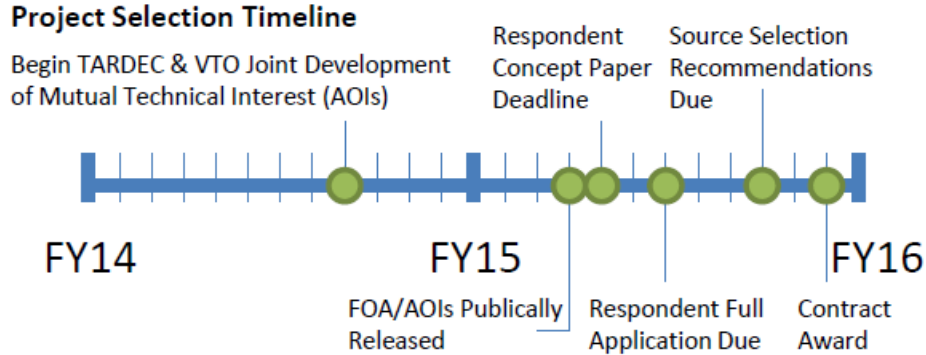 Project Selection Timeline
Begin TARDEC & VTO Joint Development
of Mutual Technical Interest (AOIs)
Respondent
Concept Paper
Deadline
Source Selection
Recommendations
Due
FY14
FY15
FY16
FOA/AOIs Publically
Released
Respondent Full
Application Due
Contract
Award